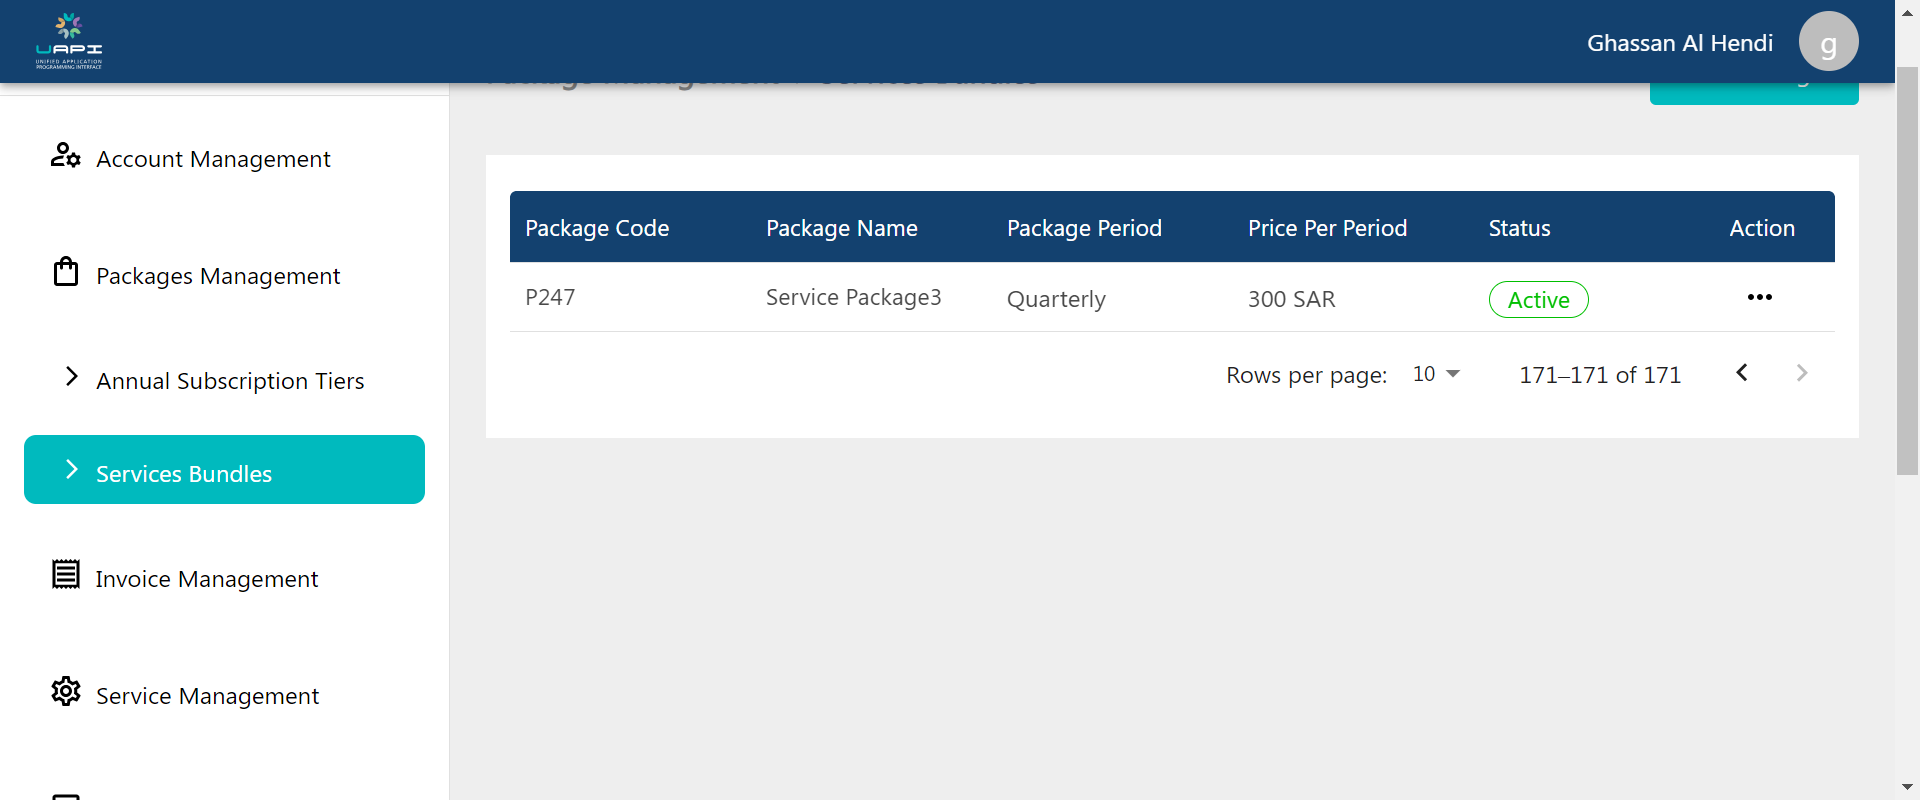 UAPI
UNIFIED APPLICATION
PROGRAMMING INTERFACE
Ghassan Al Hendi
g
Account Management
Packages Management
Annual Subscription Tiers
Services Bundles
Invoice Management
Service Management
Package Code Package Name Package Period Price Per Period Status Action
P247 Service Package3 Quarterly 300 SAR Active
Rows per page: 10 171–171 of 171